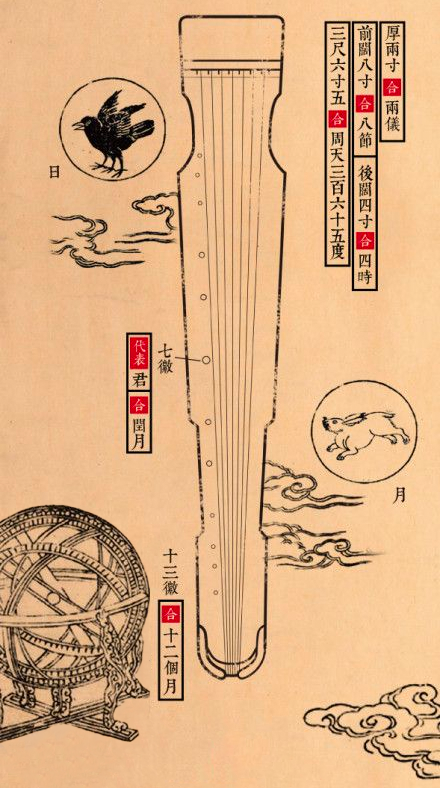 厚兩寸 合 兩儀
前闊八寸 合 八節 後闊四寸 合 四時
三尺六寸五 合 周天三百六十五度
日
七徽
代表 君 合 閏月
月
十三徽
合 十二個月